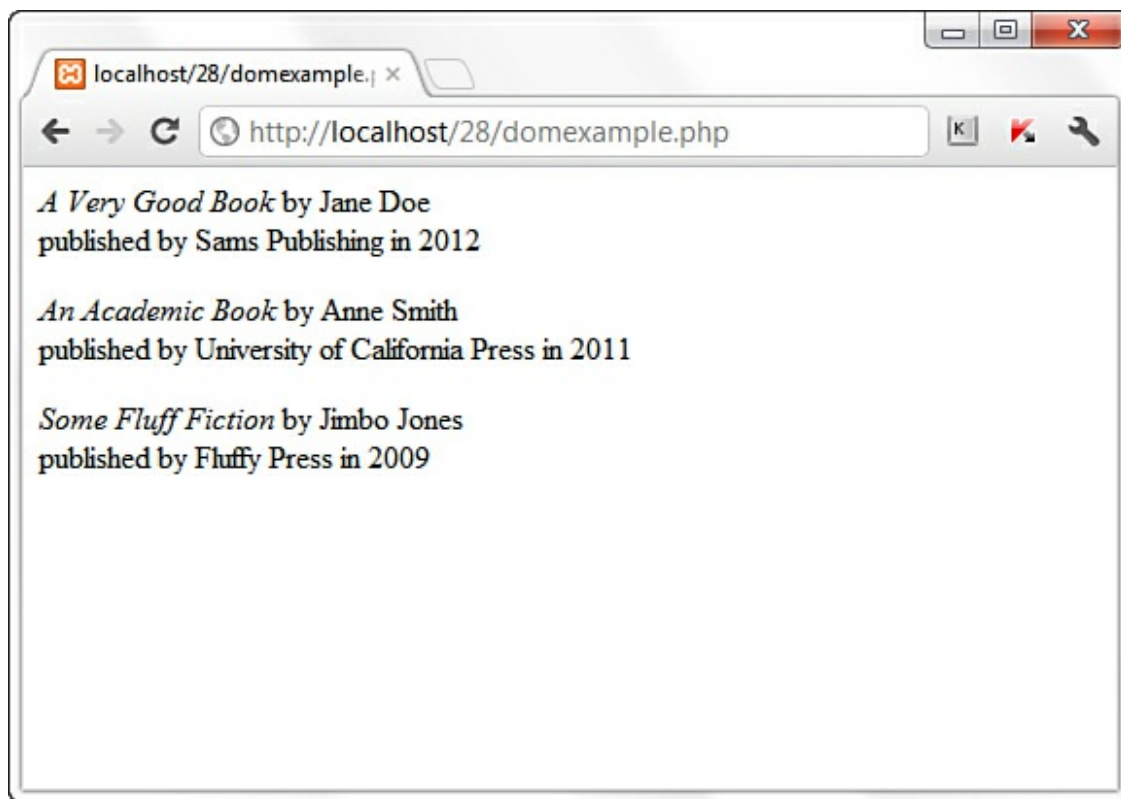 localhost/28/domexample.p
http://localhost/28/domexample.php
K
A Very Good Book by Jane Doe
published by Sams Publishing in 2012
An Academic Book by Anne Smith
published by University of California Press in 2011
Some Fluff Fiction by Jimbo Jones
published by Fluffy Press in 2009